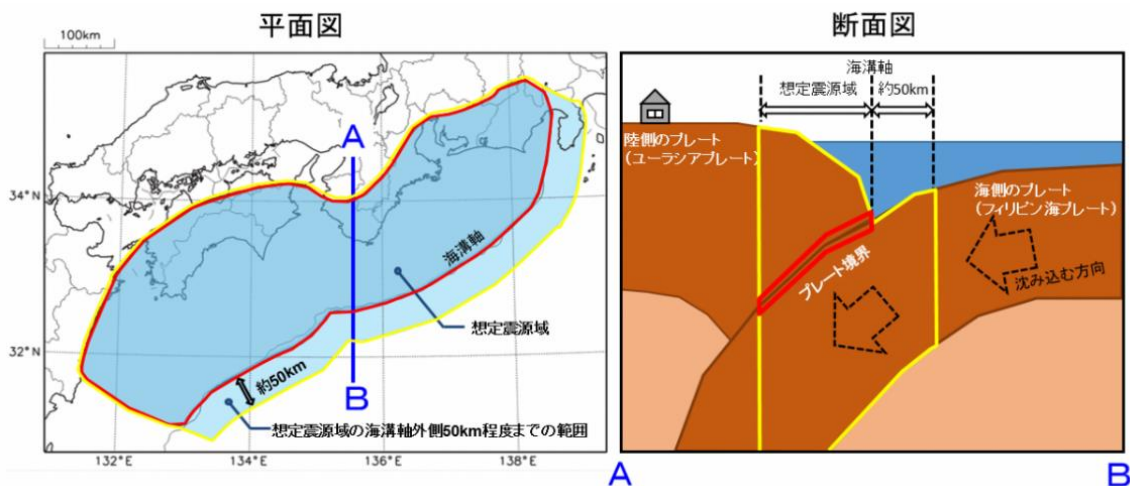 平面図
100km
A
34°N
海溝軸
想定震源域
32°N
約50km
B
想定震源域の海溝軸外側50km程度までの範囲
132°E
134°E
136°E
138°E
断面図
海溝軸
想定震源域
約50km
陸側のプレート
(ユーラシアプレート)
海側のプレート
(フィリピン海プレート)
プレート境界
沈み込む方向
A
B